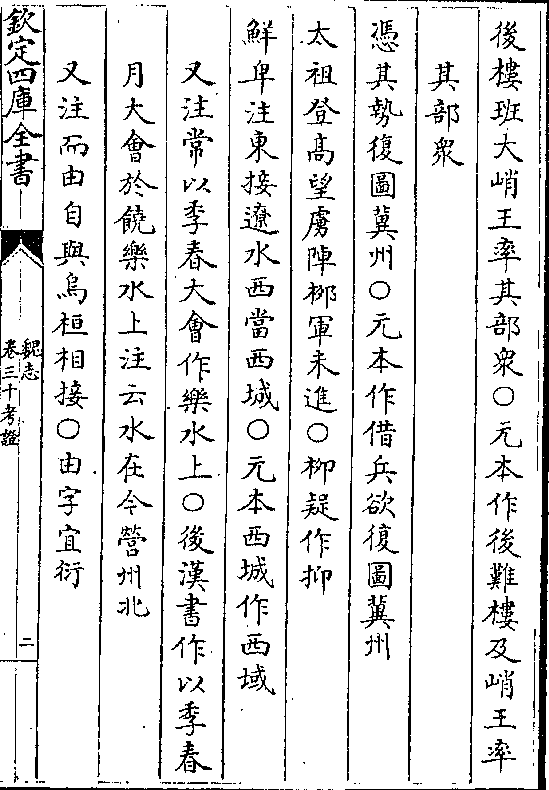 後樓班大峭王率其部衆○元本作後難樓及峭王率
其部衆
憑其勢復圖冀州○元本作借兵欲復圖冀州
太祖登高望虜陣栁軍未進○栁疑作抑
鮮卑注東接遼水西當西城○元本西城作西域
又注常以季春大會作樂水上○後漢書作以季春
月大會於饒樂水上注云水在今營州北
又注而由自與烏桓相接○由字宜衍
欽定四庫全書
魏志
卷三十考證
二